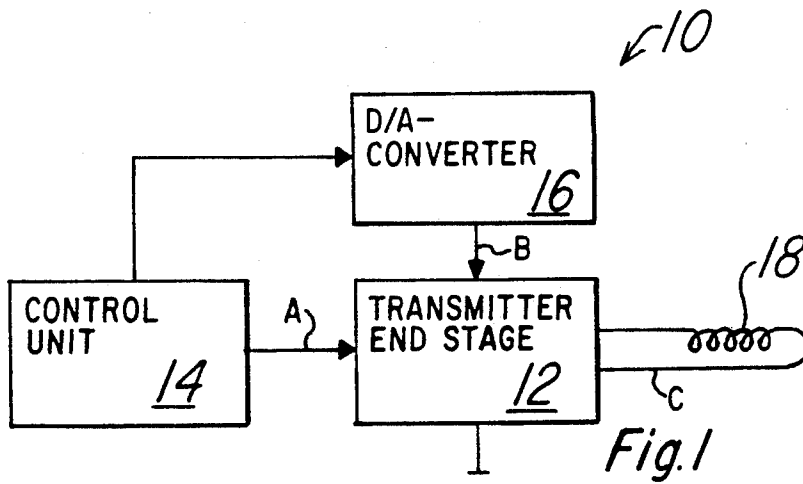 10
D/A-
CONVERTER
16
B
18
CONTROL
UNIT
14
A
TRANSMITTER
END STAGE
12
C
Fig.1